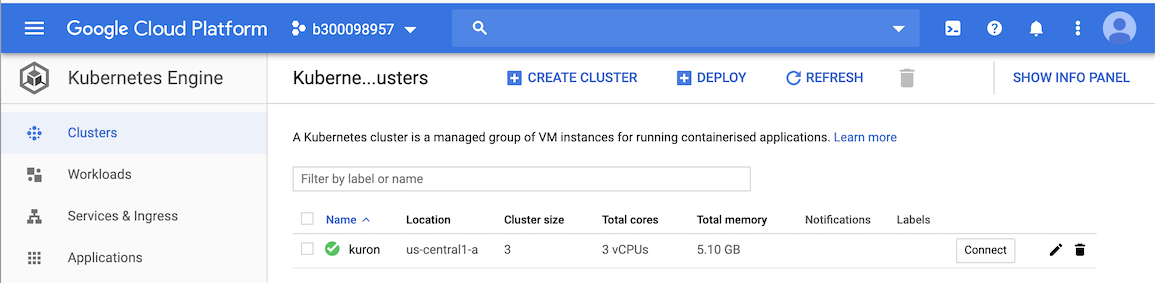 Google Cloud Platform b300098957
Kubernetes Engine Kuberne...usters CREATE CLUSTER DEPLOY REFRESH SHOW INFO PANEL
Clusters
Workloads
Services & Ingress
Applications
A Kubernetes cluster is a managed group of VM instances for running containerised applications. Learn more
Filter by label or name
Name Location Cluster size Total cores Total memory Notifications Labels
kuron us-central1-a 3 3 vCPUs 5.10 GB Connect